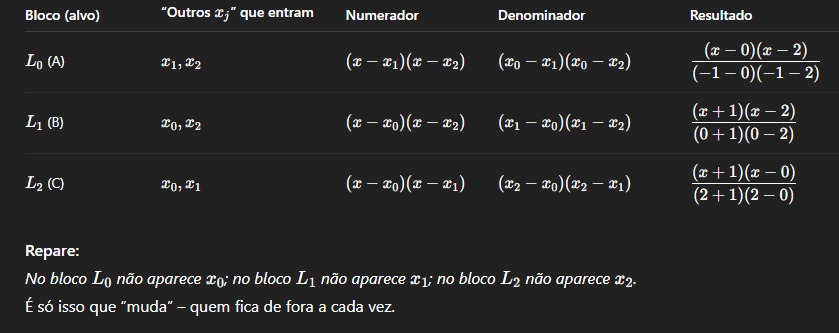 Bloco (alvo) "Outros $x_j$" que entram Numerador Denominador Resultado
$L_0$ (A) $x_1, x_2$ $(x - x_1)(x - x_2)$ $(x_0 - x_1)(x_0 - x_2)$ $\frac{(x - 0)(x - 2)}{(-1 - 0)(-1 - 2)}$
$L_1$ (B) $x_0, x_2$ $(x - x_0)(x - x_2)$ $(x_1 - x_0)(x_1 - x_2)$ $\frac{(x + 1)(x - 2)}{(0 + 1)(0 - 2)}$
$L_2$ (C) $x_0, x_1$ $(x - x_0)(x - x_1)$ $(x_2 - x_0)(x_2 - x_1)$ $\frac{(x + 1)(x - 0)}{(2 + 1)(2 - 0)}$
Repare:
No bloco $L_0$ não aparece $x_0$; no bloco $L_1$ não aparece $x_1$; no bloco $L_2$ não aparece $x_2$.
É só isso que "muda" – quem fica de fora a cada vez.